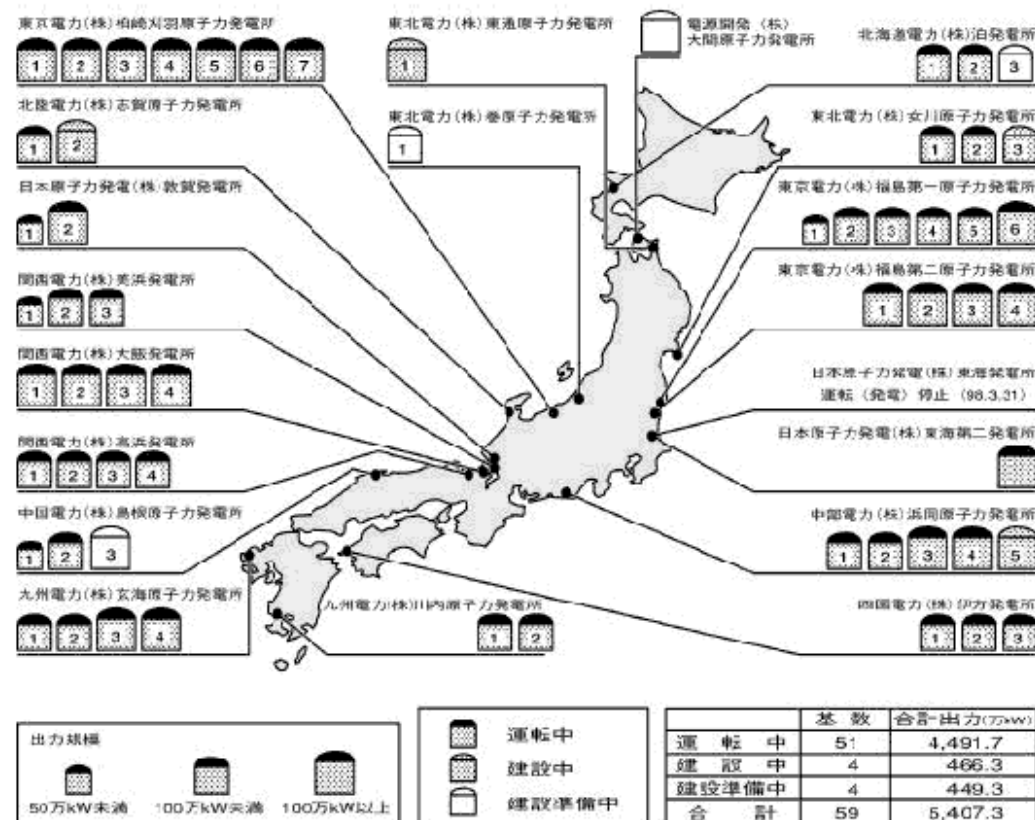 東京電力(株)柏崎刈羽原子力発電所
1 2 3 4 5 6 7
東北電力(株)東通原子力発電所
1
電源開発(株)
大間原子力発電所
北海道電力(株)泊発電所
1 2 3
北陸電力(株)志賀原子力発電所
1 2
東北電力(株)巻原子力発電所
1
東北電力(株)女川原子力発電所
1 2 3
日本原子力発電(株)敦賀発電所
1 2
東京電力(株)福島第一原子力発電所
1 2 3 4 5 6
関西電力(株)美浜発電所
1 2 3
東京電力(株)福島第二原子力発電所
1 2 3 4
関西電力(株)大飯発電所
1 2 3 4
日本原子力発電(株)東海発電所
運転(発電)停止(98.3.31)
関西電力(株)高浜発電所
1 2 3 4
日本原子力発電(株)東海第二発電所
中国電力(株)島根原子力発電所
1 2 3
中部電力(株)浜岡原子力発電所
1 2 3 4 5
九州電力(株)玄海原子力発電所
1 2 3 4
九州電力(株)川内原子力発電所
1 2
四国電力(株)伊方発電所
1 2 3
出力規模
50万kW未満 100万kW未満 100万kW以上
運転中
建設中
建設準備中
基数 合計出力(万kW)
運転中 51 4,491.7
建設中 4 466.3
建設準備中 4 449.3
合計 59 5,407.3